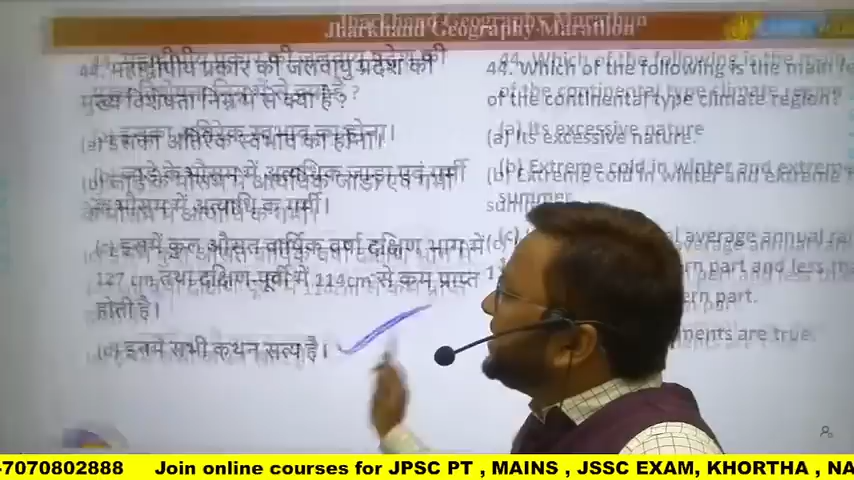 Jharkhand Geography Marathon
44. महाद्वीपीय प्रकार की जलवायु प्रदेश की
मुख्य विशेषता निम्न में से क्या है ?
(a) इसका अतिरेक स्वभाव का होना।
(b) जाड़े के मौसम में अत्यधिक जाड़ा एवं गर्मी
के मौसम में अत्याधिक गर्मी।
(c) इसमें कुल औसत वार्षिक वर्षा दक्षिण भाग में
127 cm तथा दक्षिण-पूर्वी में 114cm से कम प्राप्त
होती है।
(d) इनमें सभी कथन सत्य है।
44. Which of the following is the main
of the continental type climate region?
(a) Its excessive nature.
(b) Extreme cold in winter and extreme
summer.
(c) average annual
part and less
ern part.
ments are true.
-7070802888 Join online courses for JPSC PT , MAINS , JSSC EXAM, KHORTHA , NA